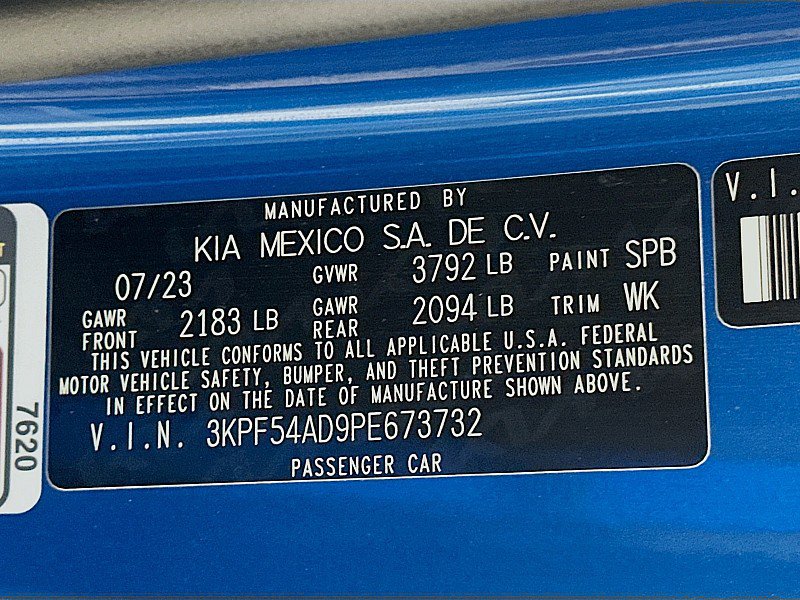 MANUFACTURED BY
KIA MEXICO S.A. DE C.V.
07/23 GVWR 3792 LB PAINT SPB
GAWR FRONT 2183 LB GAWR REAR 2094 LB TRIM WK
THIS VEHICLE CONFORMS TO ALL APPLICABLE U.S.A. FEDERAL
MOTOR VEHICLE SAFETY, BUMPER, AND THEFT PREVENTION STANDARDS
IN EFFECT ON THE DATE OF MANUFACTURE SHOWN ABOVE.
V.I.N. 3KPF54AD9PE673732
PASSENGER CAR
7620
V.I.